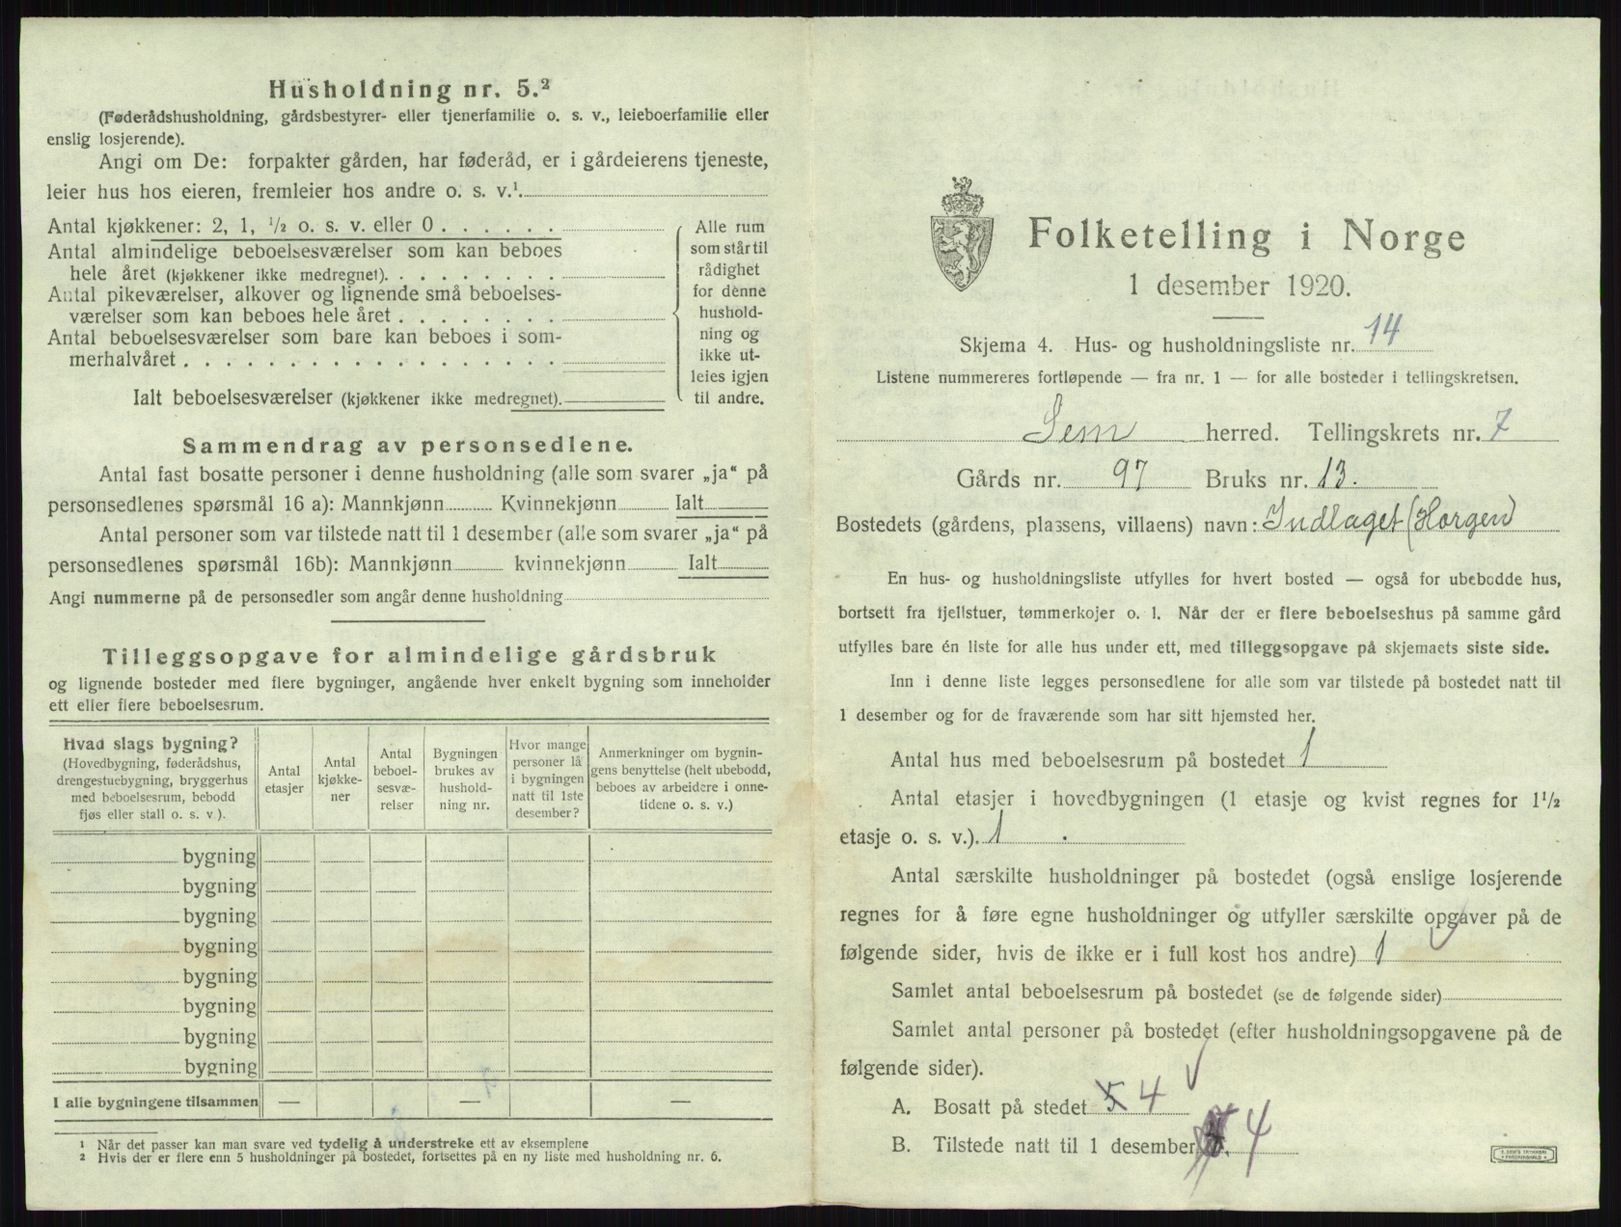 Husholdning nr. 5.²
(Føderådshusholdning, gårdsbestyrer- eller tjenerfamilie o. s. v., leieboerfamilie eller
enslig losjerende).
Angi om De: forpakter gården, har føderåd, er i gårdeierens tjeneste,
leier hus hos eieren, fremleier hos andre o. s. v.¹
Antal kjøkkener: 2, 1, ½ o. s. v. eller 0 . . . . . .
Antal almindelige beboelsesværelser som kan beboes
hele året (kjøkkener ikke medregnet). . . . . . . . .
Antal pikeværelser, alkover og lignende små beboelses-
værelser som kan beboes hele året . . . . . . . .
Antal beboelsesværelser som bare kan beboes i som-
merhalvåret . . . . . . . . . . . . . . . . . .
Ialt beboelsesværelser (kjøkkener ikke medregnet).
Alle rum
som står til
rådighet
for denne
hushold-
ning og
ikke ut-
leies igjen
til andre.
Sammendrag av personsedlene.
Antal fast bosatte personer i denne husholdning (alle som svarer „ja“ på
personsedlenes spørsmål 16 a): Mannkjønn Kvinnekjønn Ialt
Antal personer som var tilstede natt til 1 desember (alle som svarer „ja“ på
personsedlenes spørsmål 16b): Mannkjønn kvinnekjønn Ialt
Angi nummerne på de personsedler som angår denne husholdning
Tilleggsopgave for almindelige gårdsbruk
og lignende bosteder med flere bygninger, angående hver enkelt bygning som inneholder
ett eller flere beboelsesrum.
Hvad slags bygning?
(Hovedbygning, føderådshus,
drengestuebygning, bryggerhus
med beboelsesrum, bebodd
fjøs eller stall o. s. v ).
Antal
etasjer
Antal
kjøkke-
ner
Antal
beboel-
sesvæ-
relser
Bygningen
brukes av
hushold-
ning nr.
Hvor mange
personer lå
i bygningen
natt til 1ste
desember?
Anmerkninger om bygnin-
gens benyttelse (helt ubebodd,
beboes av arbeidere i onne-
tidene o. s. v.)
bygning
bygning
bygning
bygning
bygning
bygning
bygning
bygning
I alle bygningene tilsammen — — —
¹ Når det passer kan man svare ved tydelig å understreke ett av eksemplene
² Hvis der er flere enn 5 husholdninger på bostedet, fortsettes på en ny liste med husholdning nr. 6.
Folketelling i Norge
1 desember 1920.
Skjema 4. Hus- og husholdningsliste nr. 14
Listene nummereres fortløpende — fra nr. 1 — for alle bosteder i tellingskretsen.
Sem herred. Tellingskrets nr. 7
Gårds nr. 97 Bruks nr. 13.
Bostedets (gårdens, plassens, villaens) navn: Indlaget (Horgen)
En hus- og husholdningsliste utfylles for hvert bosted — også for ubebodde hus,
bortsett fra fjellstuer, tømmerkojer o. l. Når der er flere beboelseshus på samme gård
utfylles bare én liste for alle hus under ett, med tilleggsopgave på skjemaets siste side.
Inn i denne liste legges personsedlene for alle som var tilstede på bostedet natt til
1 desember og for de fraværende som har sitt hjemsted her.
Antal hus med beboelsesrum på bostedet 1
Antal etasjer i hovedbygningen (1 etasje og kvist regnes for 1½
etasje o. s. v.). 1
Antal særskilte husholdninger på bostedet (også enslige losjerende
regnes for å føre egne husholdninger og utfyller særskilte opgaver på de
følgende sider, hvis de ikke er i full kost hos andre) 1
Samlet antal beboelsesrum på bostedet (se de følgende sider)
Samlet antal personer på bostedet (efter husholdningsopgavene på de
følgende sider).
A. Bosatt på stedet 5 4
B. Tilstede natt til 1 desember 4